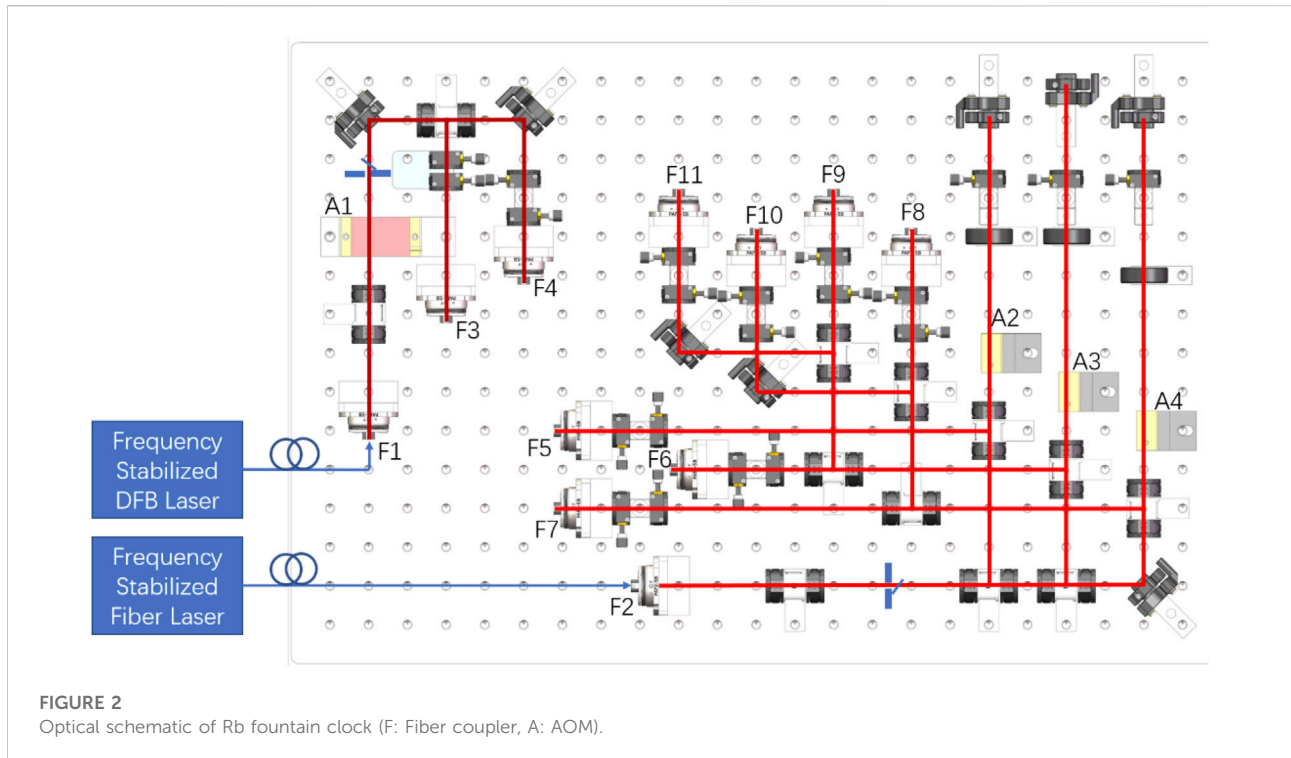 F11
F9
F10
F8
A1
F4
F3
A2
A3
A4
F1
F5
F6
F7
F2
Frequency
Stabilized
DFB Laser
Frequency
Stabilized
Fiber Laser
FIGURE 2
Optical schematic of Rb fountain clock (F: Fiber coupler, A: AOM).